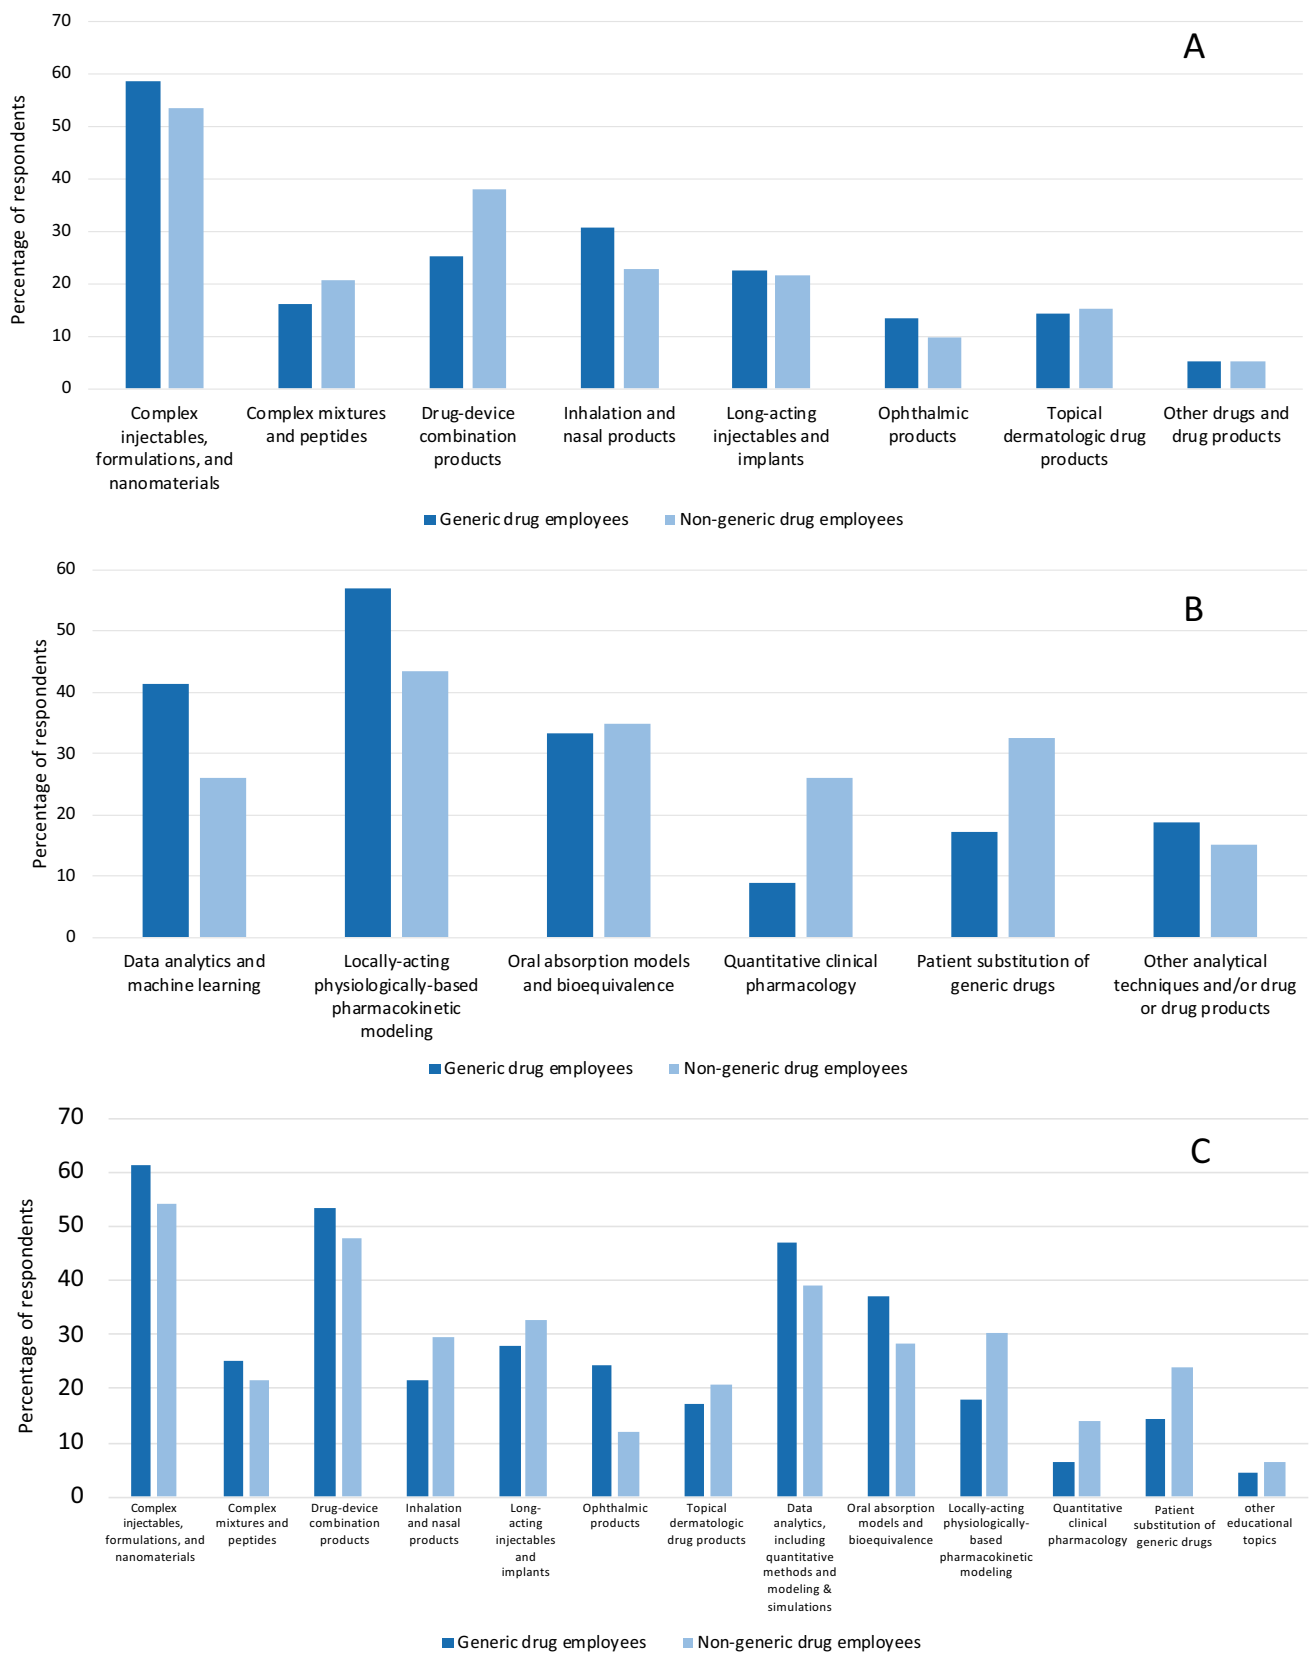 70
A
60
50
40
30
20
10
0
Percentage of respondents
Complex
injectables,
formulations, and
nanomaterials
Complex mixtures
and peptides
Drug-device
combination
products
Inhalation and
nasal products
Long-acting
injectables and
implants
Ophthalmic
products
Topical
dermatologic drug
products
Other drugs and
drug products
Generic drug employees
Non-generic drug employees
60
B
50
40
30
20
10
0
Percentage of respondents
Data analytics and
machine learning
Locally-acting
physiologically-based
pharmacokinetic
modeling
Oral absorption models
and bioequivalence
Quantitative clinical
pharmacology
Patient substitution of
generic drugs
Other analytical
techniques and/or drug
or drug products
Generic drug employees
Non-generic drug employees
70
C
60
50
40
30
20
10
0
Percentage of respondents
Complex
injectables,
formulations, and
nanomaterials
Complex
mixtures and
peptides
Drug-device
combination
products
Inhalation
and nasal
products
Long-
acting
injectables
and
implants
Ophthalmic
products
Topical
dermatologic
drug products
Data
analytics,
including
quantitative
methods and
modeling &
simulations
Oral absorption
models and
bioequivalence
Locally-acting
physiologically-
based
pharmacokinetic
modeling
Quantitative
clinical
pharmacology
Patient
substitution of
generic drugs
other
educational
topics
Generic drug employees
Non-generic drug employees